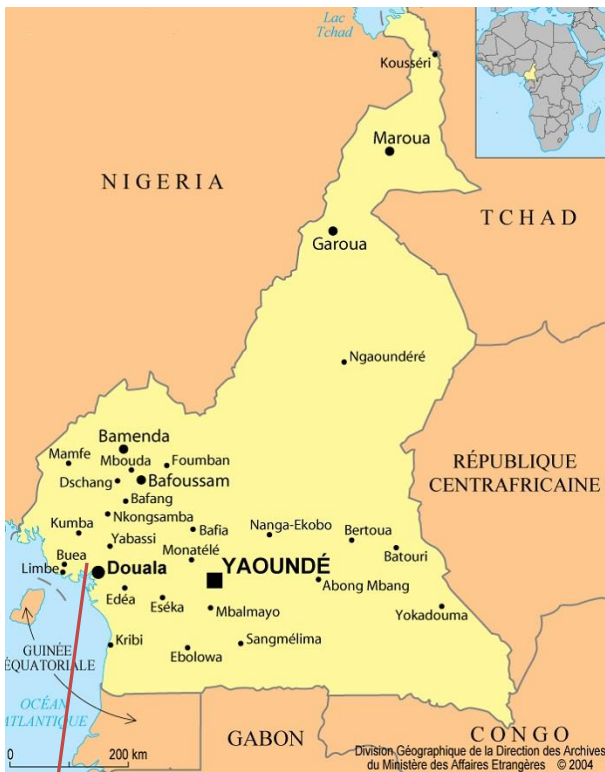 Lac
Tchad
Kousséri
Maroua
NIGERIA
TCHAD
Garoua
Ngaoundéré
Bamenda
Mamfe
Mbouda
Foumban
Dschang
Bafoussam
RÉPUBLIQUE
CENTRAFRICAINE
Bafang
Nkongsamba
Kumba
Bafia
Nanga-Ekobo
Bertoua
Yabassi
Batouri
Monatélé
Buea
Limbe
Douala
YAOUNDÉ
Abong Mbang
Edéa
Eséka
Mbalmayo
Yokadouma
Kribi
Sangmélima
Ebolowa
GUINÉE
ÉQUATORIALE
OCÉAN
ATLANTIQUE
GABON
CONGO
0 200 km
Division Géographique de la Direction des Archives
du Ministère des Affaires Etrangères © 2004